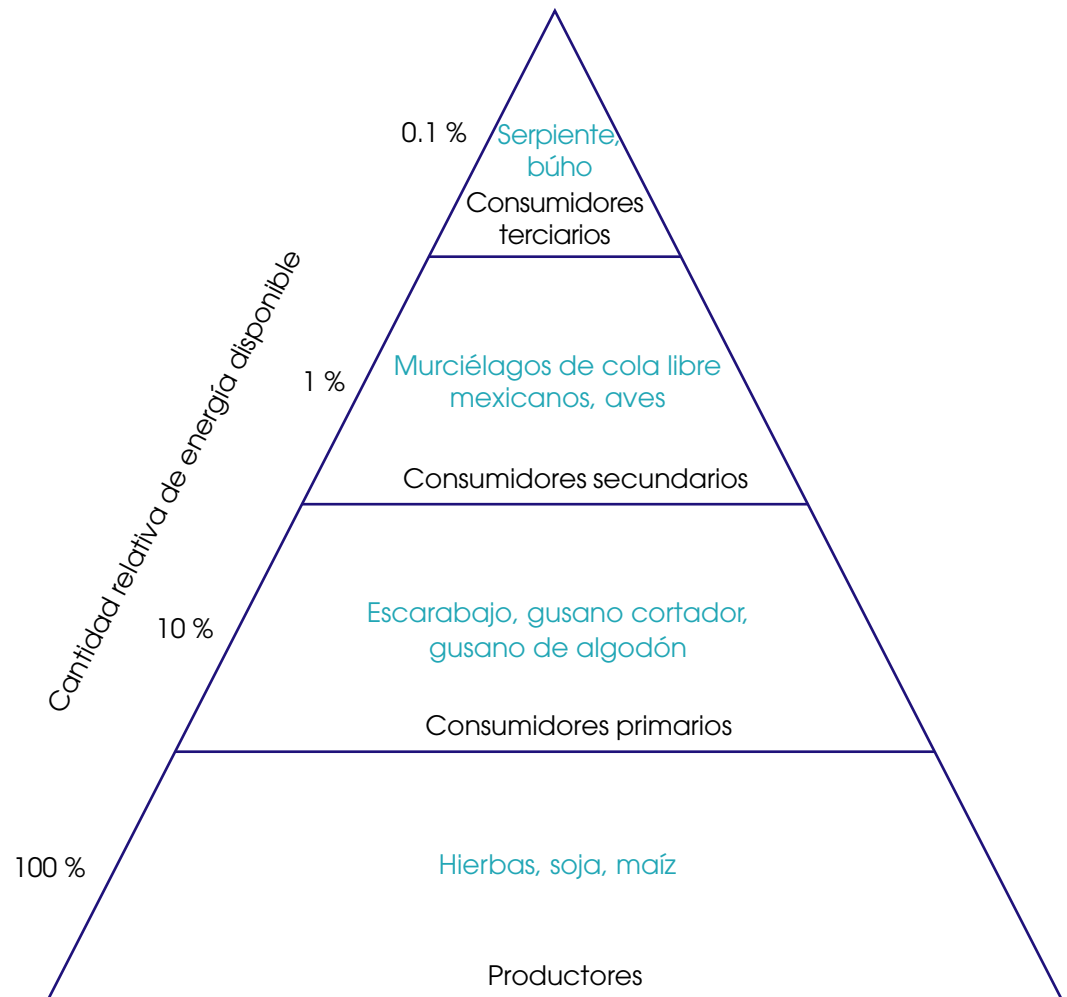 0.1 %
Serpiente,
búho
Consumidores
terciarios
Cantidad relativa de energía disponible
1 %
Murciélagos de cola libre
mexicanos, aves
Consumidores secundarios
10 %
Escarabajo, gusano cortador,
gusano de algodón
Consumidores primarios
100 %
Hierbas, soja, maíz
Productores